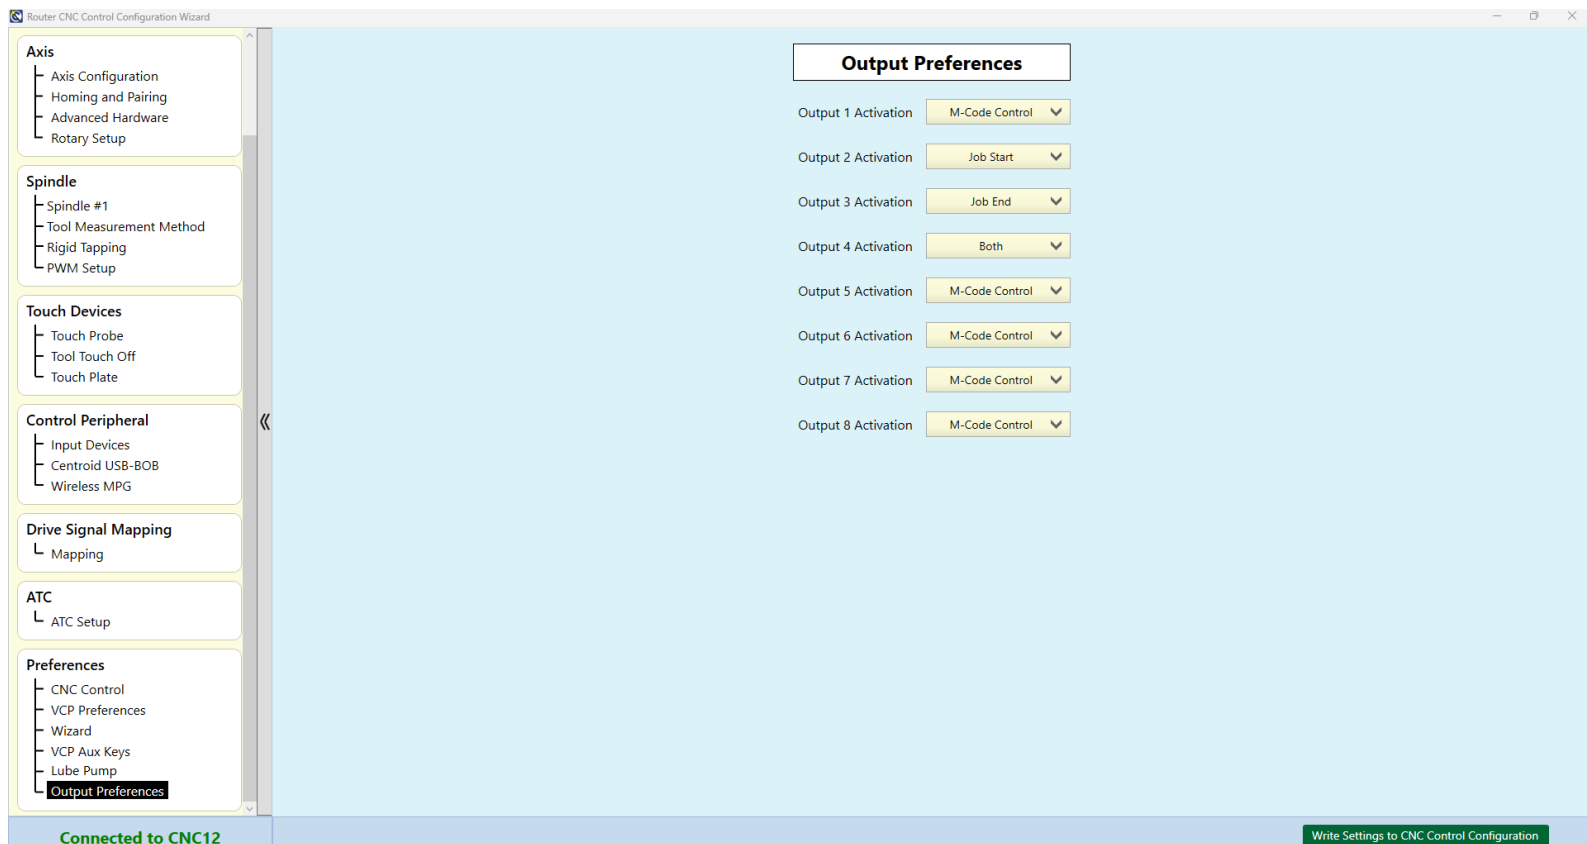 Router CNC Control Configuration Wizard
Axis
Axis Configuration
Homing and Pairing
Advanced Hardware
Rotary Setup
Spindle
Spindle #1
Tool Measurement Method
Rigid Tapping
PWM Setup
Touch Devices
Touch Probe
Tool Touch Off
Touch Plate
Control Peripheral
Input Devices
Centroid USB-BOB
Wireless MPG
Drive Signal Mapping
Mapping
ATC
ATC Setup
Preferences
CNC Control
VCP Preferences
Wizard
VCP Aux Keys
Lube Pump
Output Preferences
Connected to CNC12
Output Preferences
Output 1 Activation M-Code Control
Output 2 Activation Job Start
Output 3 Activation Job End
Output 4 Activation Both
Output 5 Activation M-Code Control
Output 6 Activation M-Code Control
Output 7 Activation M-Code Control
Output 8 Activation M-Code Control
Write Settings to CNC Control Configuration